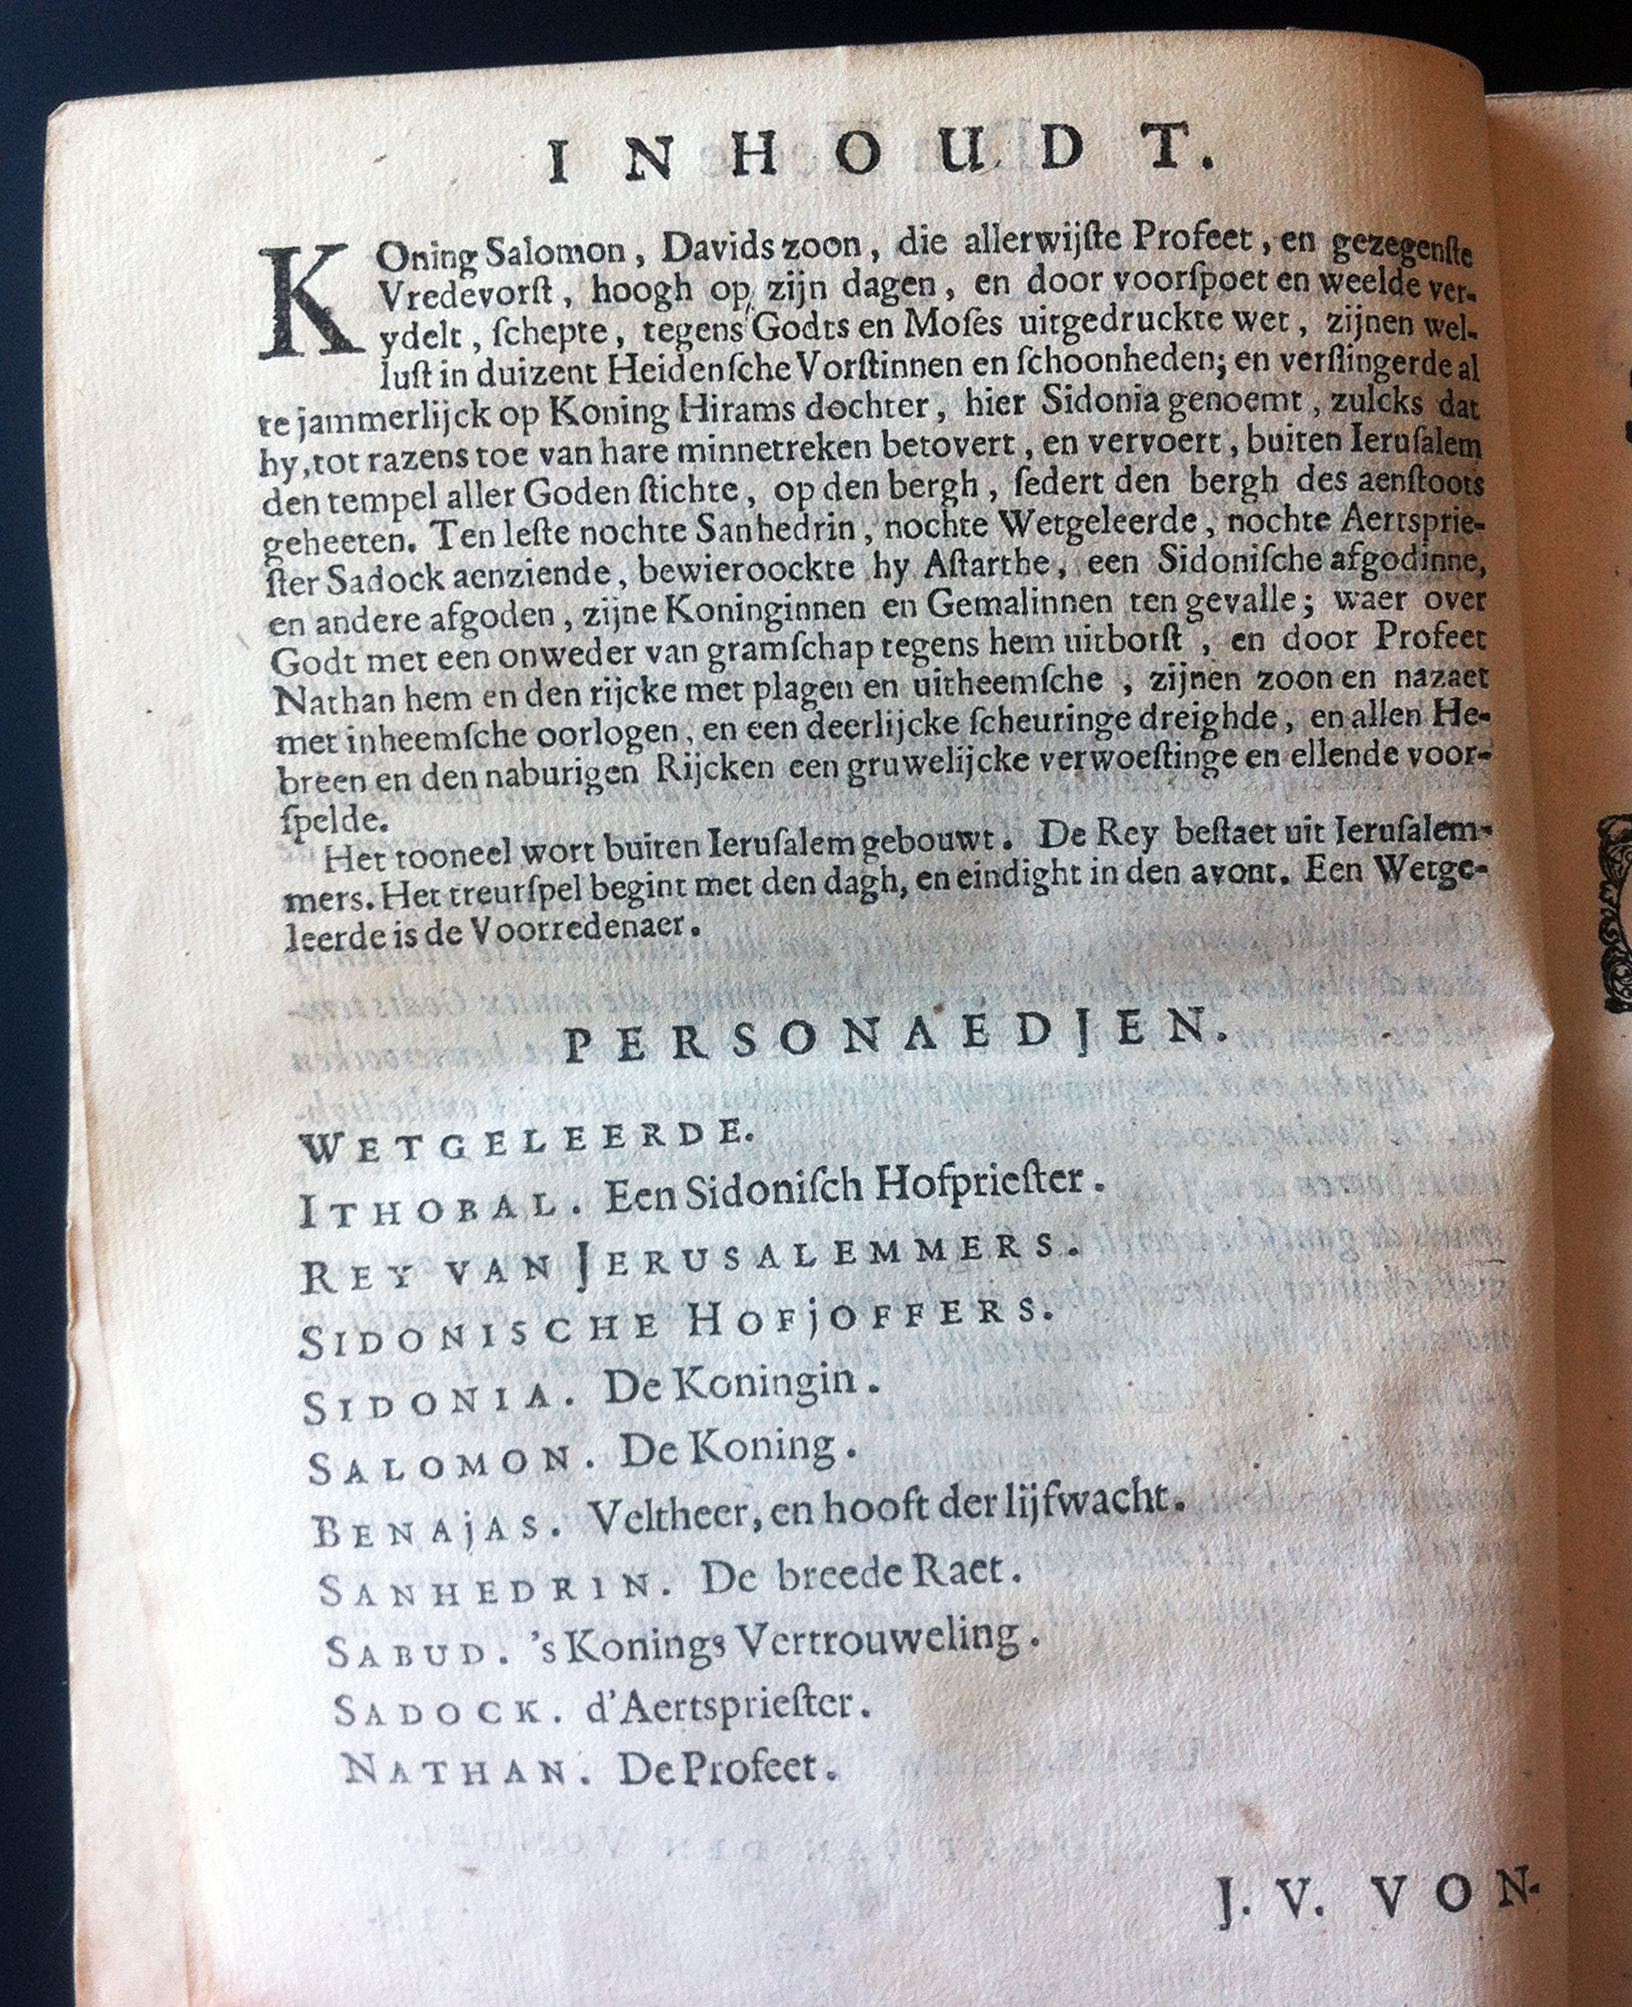 INHOUDT.
KOning Salomon, Davids zoon, die allerwijſte Profeet, en gezegenſte
Vredevorſt, hoogh op zijn dagen, en door voorſpoet en weelde ver-
ydelt, ſchepte, tegens Godts en Moſes uitgedruckte wet, zijnen wel-
luſt in duizent Heidenſche Vorſtinnen en ſchoonheden; en verſlingerde al
te jammerlijck op Koning Hirams dochter, hier Sidonia genoemt, zulcks dat
hy, tot razens toe van hare minnetreken betovert, en vervoert, buiten Ieruſalem
den tempel aller Goden ſtichte, op den bergh, ſedert den bergh des aenſtoots
geheeten. Ten leſte nochte Sanhedrin, nochte Wetgeleerde, nochte Aertsprie-
ſter Sadock aenziende, bewieroockte hy Aſtarthe, een Sidoniſche afgodinne,
en andere afgoden, zijne Koninginnen en Gemalinnen ten gevalle; waer over
Godt met een onweder van gramſchap tegens hem uitborſt, en door Profeet
Nathan hem en den rijcke met plagen en uitheemſche, zijnen zoon en nazaet
met inheemſche oorlogen, en een deerlijcke ſcheuringe dreighde, en allen He-
breen en den naburigen Rijcken een gruwelijcke verwoeſtinge en ellende voor-
ſpelde.
Het tooneel wort buiten Ieruſalem gebouwt. De Rey beſtaet uit Ieruſalem-
mers. Het treurſpel begint met den dagh, en eindight in den avont. Een Wetge-
leerde is de Voorredenaer.
PERSONAEDJEN.
WETGELEERDE.
ITHOBAL. Een Sidoniſch Hofprieſter.
REY VAN JERUSALEMMERS.
SIDONISCHE HOFjOFFERS.
SIDONIA. De Koningin.
SALOMON. De Koning.
BENAjAS. Veltheer, en hooft der lijfwacht.
SANHEDRIN. De breede Raet.
SABUD. 's Konings Vertrouweling.
SADOCK. d'Aertsprieſter.
NATHAN. De Profeet.
J. V. VON-